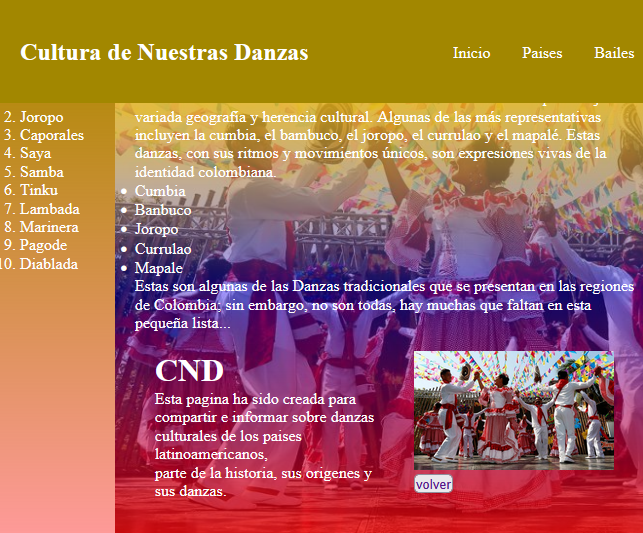 Cultura de Nuestras Danzas
Inicio Paises Bailes
2. Joropo
3. Caporales
4. Saya
5. Samba
6. Tinku
7. Lambada
8. Marinera
9. Pagode
10. Diablada
variada geografía y herencia cultural. Algunas de las más representativas
incluyen la cumbia, el bambuco, el joropo, el currulao y el mapalé. Estas
danzas, con sus ritmos y movimientos únicos, son expresiones vivas de la
identidad colombiana.
Cumbia
Banbuco
Joropo
Currulao
Mapale
Estas son algunas de las Danzas tradicionales que se presentan en las regiones
de Colombia; sin embargo, no son todas, hay muchas que faltan en esta
pequeña lista...
CND
Esta pagina ha sido creada para
compartir e informar sobre danzas
culturales de los paises
latinoamericanos,
parte de la historia, sus origenes y
sus danzas.
volver